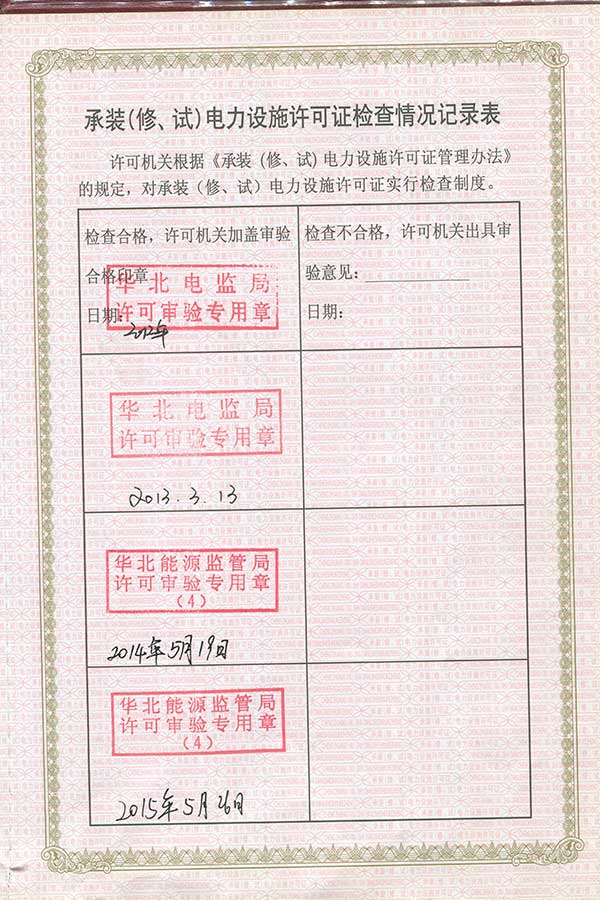 承装(修、试)电力设施许可证检查情况记录表
许可机关根据《承装(修、试)电力设施许可证管理办法》
的规定，对承装(修、试)电力设施许可证实行检查制度。
检查合格，许可机关加盖审验
合格印章
日期:
华北电监局
许可审验专用章
2012年
检查不合格，许可机关出具审
验意见:
日期:
华北电监局
许可审验专用章
2013.3.13
华北能源监管局
许可审验专用章
(4)
2014年5月19日
华北能源监管局
许可审验专用章
(4)
2015年5月26日